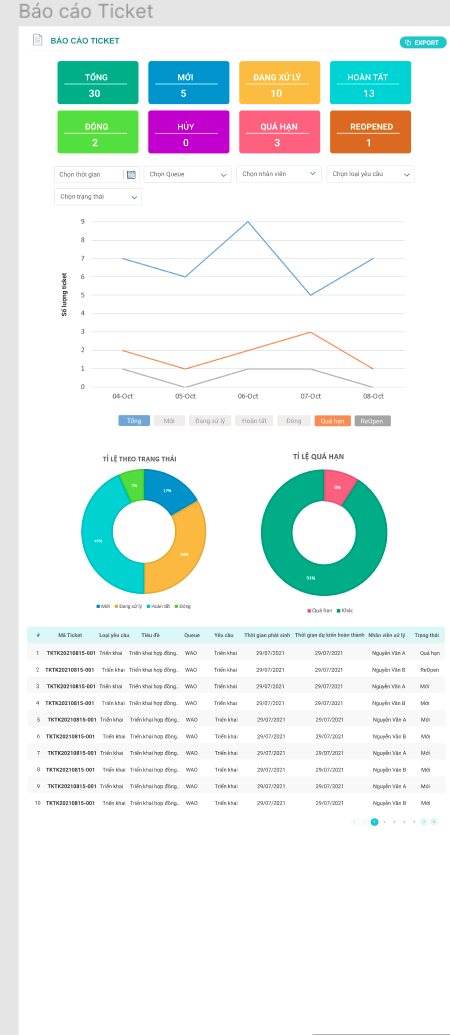 Báo cáo Ticket
BÁO CÁO TICKET
EXPORT
TỔNG
30
MỚI
5
ĐANG XỬ LÝ
10
HOÀN TẤT
13
ĐÓNG
2
HỦY
0
QUÁ HẠN
3
REOPENED
1
Chọn thời gian
Chọn Queue
Chọn nhân viên
Chọn loại yêu cầu
Chọn trạng thái
Số lượng ticket
9
8
7
6
5
4
3
2
1
0
04-Oct 05-Oct 06-Oct 07-Oct 08-Oct
Tổng Mới Đang xử lý Hoàn tất Đóng Quá hạn ReOpen
TỈ LỆ THEO TRẠNG THÁI
17%
7%
Mới Đang xử lý Hoàn tất Đóng
TỈ LỆ QUÁ HẠN
9%
91%
Quá hạn Khác
# Mã Ticket Loại yêu cầu Tiêu đề Queue Yêu cầu Thời gian phát sinh Thời gian dự kiến hoàn thành Nhân viên xử lý Trạng thái
1 TKTK20210815-001 Triển khai Triển khai hợp đồng.. WAO Triển khai 29/07/2021 29/07/2021 Nguyễn Văn A Quá hạn
2 TKTK20210815-001 Triển khai Triển khai hợp đồng.. WAO Triển khai 29/07/2021 29/07/2021 Nguyễn Văn B ReOpen
3 TKTK20210815-001 Triển khai Triển khai hợp đồng.. WAO Triển khai 29/07/2021 29/07/2021 Nguyễn Văn A Mới
4 TKTK20210815-001 Triển khai Triển khai hợp đồng.. WAO Triển khai 29/07/2021 29/07/2021 Nguyễn Văn B Mới
5 TKTK20210815-001 Triển khai Triển khai hợp đồng.. WAO Triển khai 29/07/2021 29/07/2021 Nguyễn Văn A Mới
6 TKTK20210815-001 Triển khai Triển khai hợp đồng.. WAO Triển khai 29/07/2021 29/07/2021 Nguyễn Văn B Mới
7 TKTK20210815-001 Triển khai Triển khai hợp đồng.. WAO Triển khai 29/07/2021 29/07/2021 Nguyễn Văn A Mới
8 TKTK20210815-001 Triển khai Triển khai hợp đồng.. WAO Triển khai 29/07/2021 29/07/2021 Nguyễn Văn B Mới
9 TKTK20210815-001 Triển khai Triển khai hợp đồng.. WAO Triển khai 29/07/2021 29/07/2021 Nguyễn Văn A Mới
10 TKTK20210815-001 Triển khai Triển khai hợp đồng.. WAO Triển khai 29/07/2021 29/07/2021 Nguyễn Văn B Mới